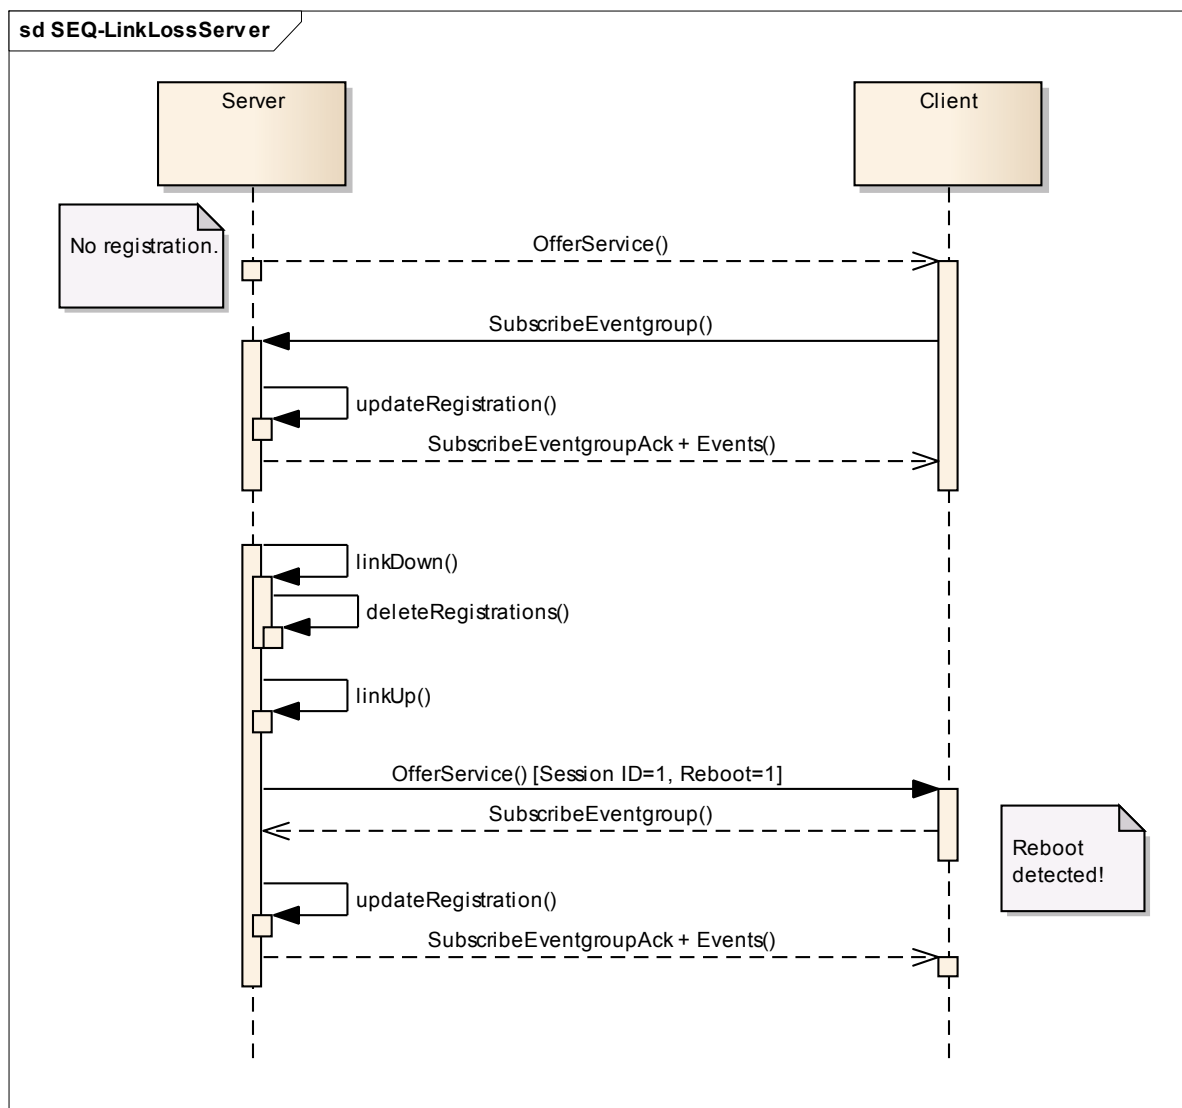 sd SEQ-LinkLossServer
Server
Client
No registration.
OfferService()
SubscribeEventgroup()
updateRegistration()
SubscribeEventgroupAck + Events()
linkDown()
deleteRegistrations()
linkUp()
OfferService() [Session ID=1, Reboot=1]
SubscribeEventgroup()
Reboot
detected!
updateRegistration()
SubscribeEventgroupAck + Events()